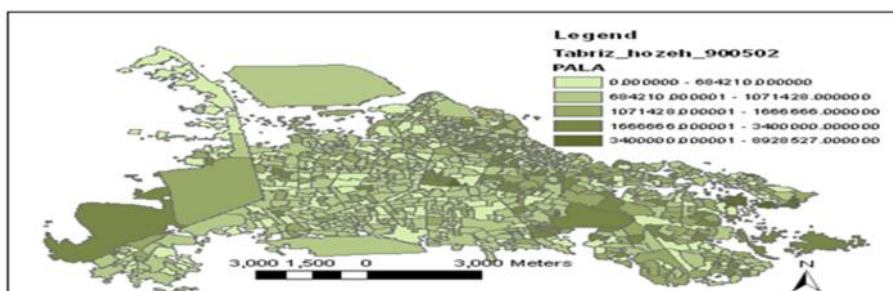 Legend
Tabriz_hozeh_900502
PALA
0.000000 - 684210.000000
684210.000001 - 1071428.000000
1071428.000001 - 1666666.000000
1666666.000001 - 3400000.000000
3400000.000001 - 8928527.000000
3,000 1,500 0 3,000 Meters
N